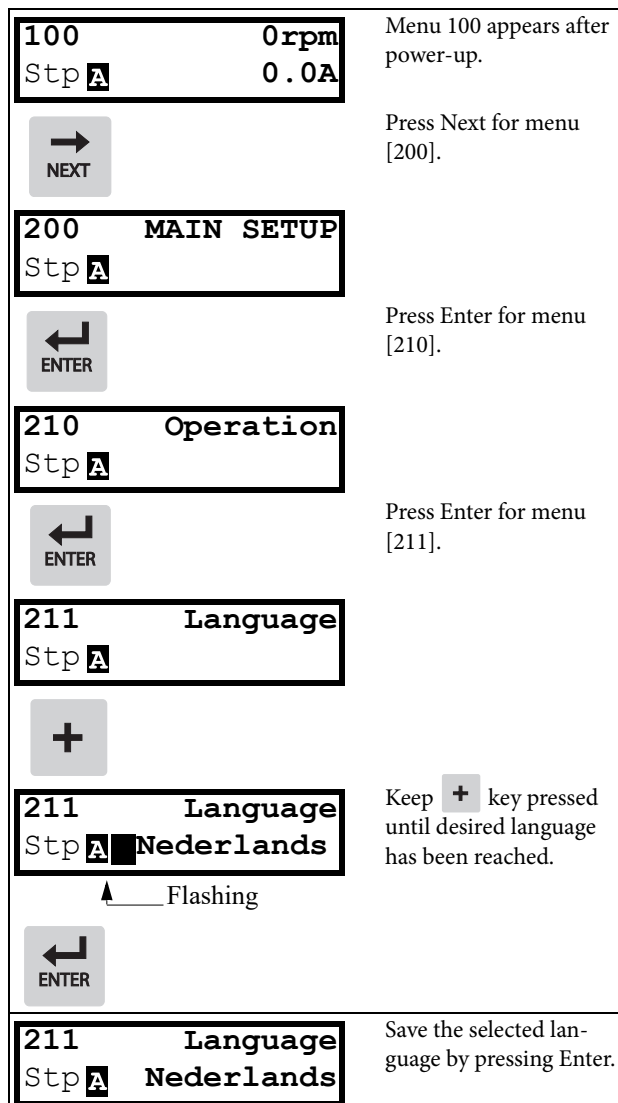 100 0rpm
Stp A 0.0A
Menu 100 appears after
power-up.
NEXT
Press Next for menu
[200].
200 MAIN SETUP
Stp A
ENTER
Press Enter for menu
[210].
210 Operation
Stp A
ENTER
Press Enter for menu
[211].
211 Language
Stp A
+
211 Language
Stp A Nederlands
Flashing
Keep + key pressed
until desired language
has been reached.
ENTER
211 Language
Stp A Nederlands
Save the selected lan-
guage by pressing Enter.